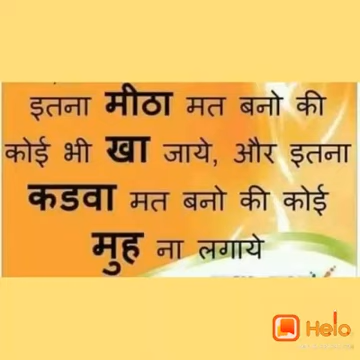 इतना मीठा मत बनो की
कोई भी खा जाये, और इतना
कडवा मत बनो की कोई
मुह ना लगाये
Helo